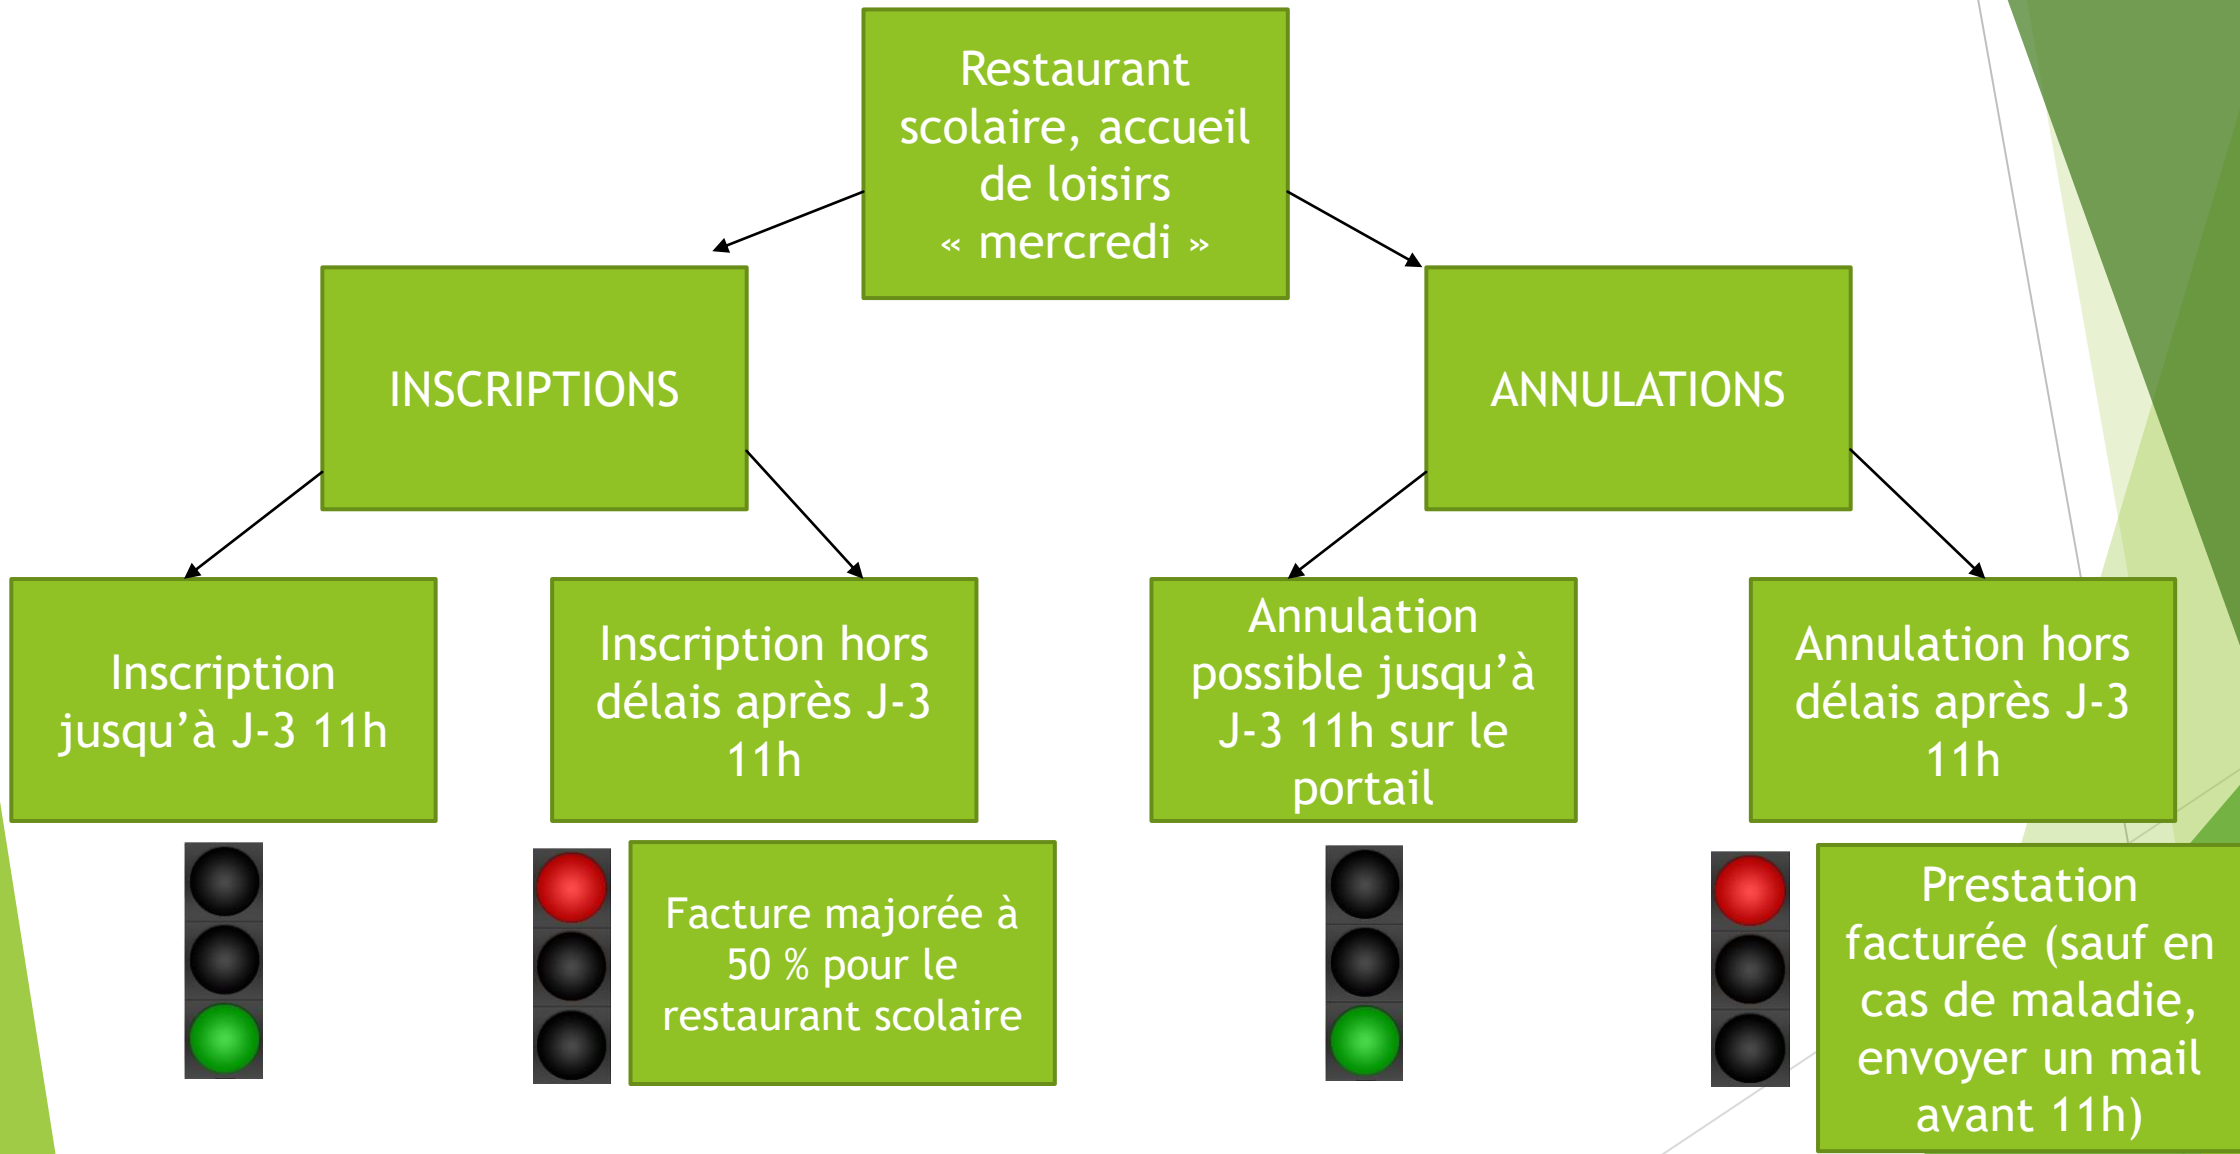 Restaurant
scolaire, accueil
de loisirs
« mercredi »
INSCRIPTIONS
ANNULATIONS
Inscription
jusqu’à J-3 11h
Inscription hors
délais après J-3
11h
Annulation
possible jusqu’à
J-3 11h sur le
portail
Annulation hors
délais après J-3
11h
Facture majorée à
50 % pour le
restaurant scolaire
Prestation
facturée (sauf en
cas de maladie,
envoyer un mail
avant 11h)